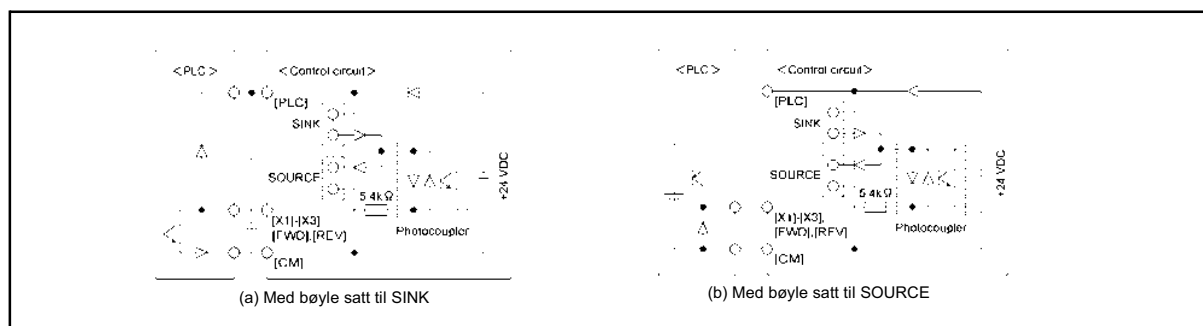 <PLC>
<Control circuit>
[PLC]
SINK
SOURCE
5.4kΩ
+24 VDC
[X1]-[X3],
[FWD],[REV]
Photocoupler
[CM]
(a) Med bøyle satt til SINK
<PLC>
<Control circuit>
[PLC]
SINK
SOURCE
5.4kΩ
+24 VDC
[X1]-[X3],
[FWD],[REV]
Photocoupler
[CM]
(b) Med bøyle satt til SOURCE